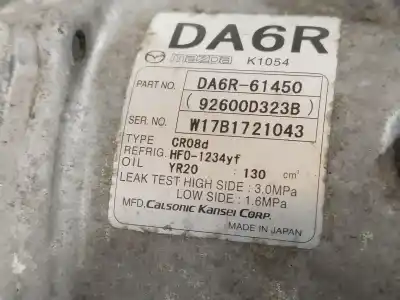 DA6R
mazda K1054
PART NO. DA6R-61450
(92600D323B)
SER NO. W17B1721043
TYPE CR08d
REFRIG. HFO-1234yf
OIL YR20 : 130 cm³
LEAK TEST HIGH SIDE : 3.0MPa
LOW SIDE : 1.6MPa
MFD. CALSONIC KANSEI CORP.
MADE IN JAPAN